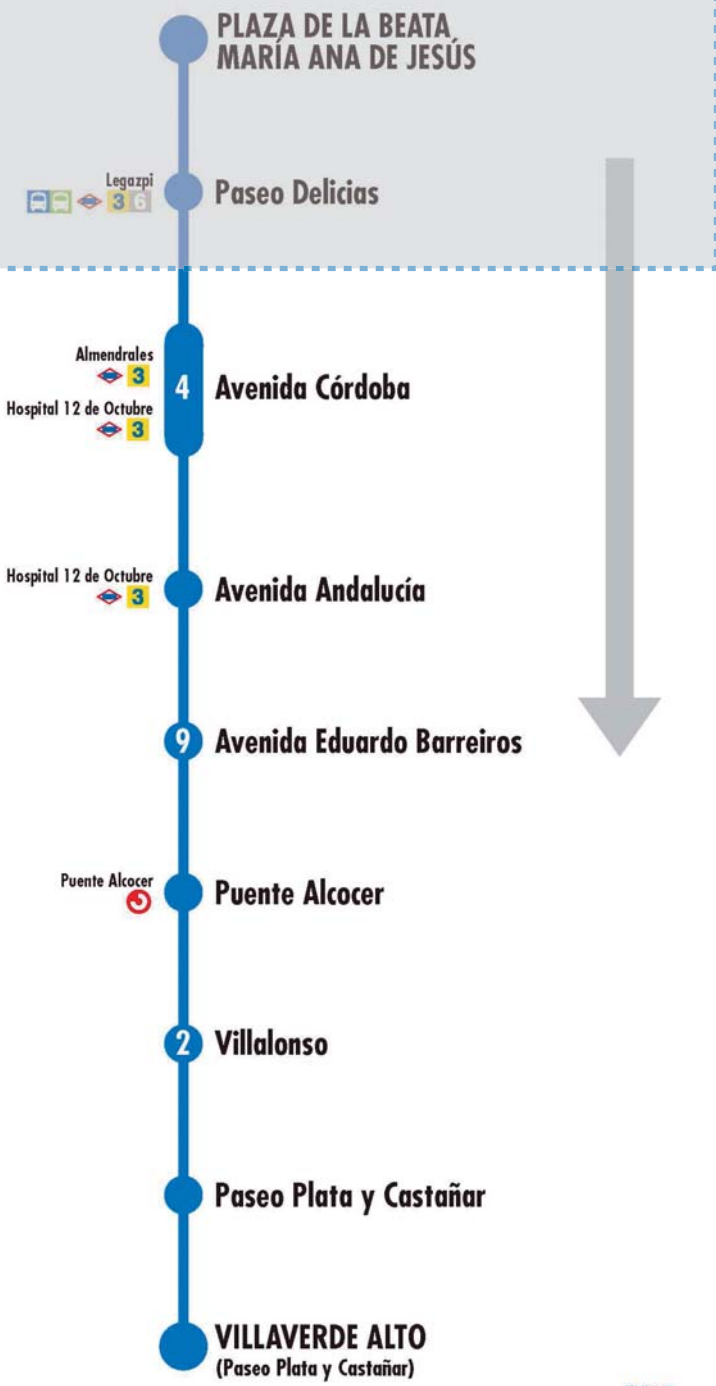 PLAZA DE LA BEATA
MARÍA ANA DE JESÚS
Legazpi
3 6
Paseo Delicias
Almendrales
3
Hospital 12 de Octubre
3
4
Avenida Córdoba
Hospital 12 de Octubre
3
Avenida Andalucía
9
Avenida Eduardo Barreiros
Puente Alcocer
Puente Alcocer
2
Villalonso
Paseo Plata y Castañar
VILLAVERDE ALTO
(Paseo Plata y Castañar)